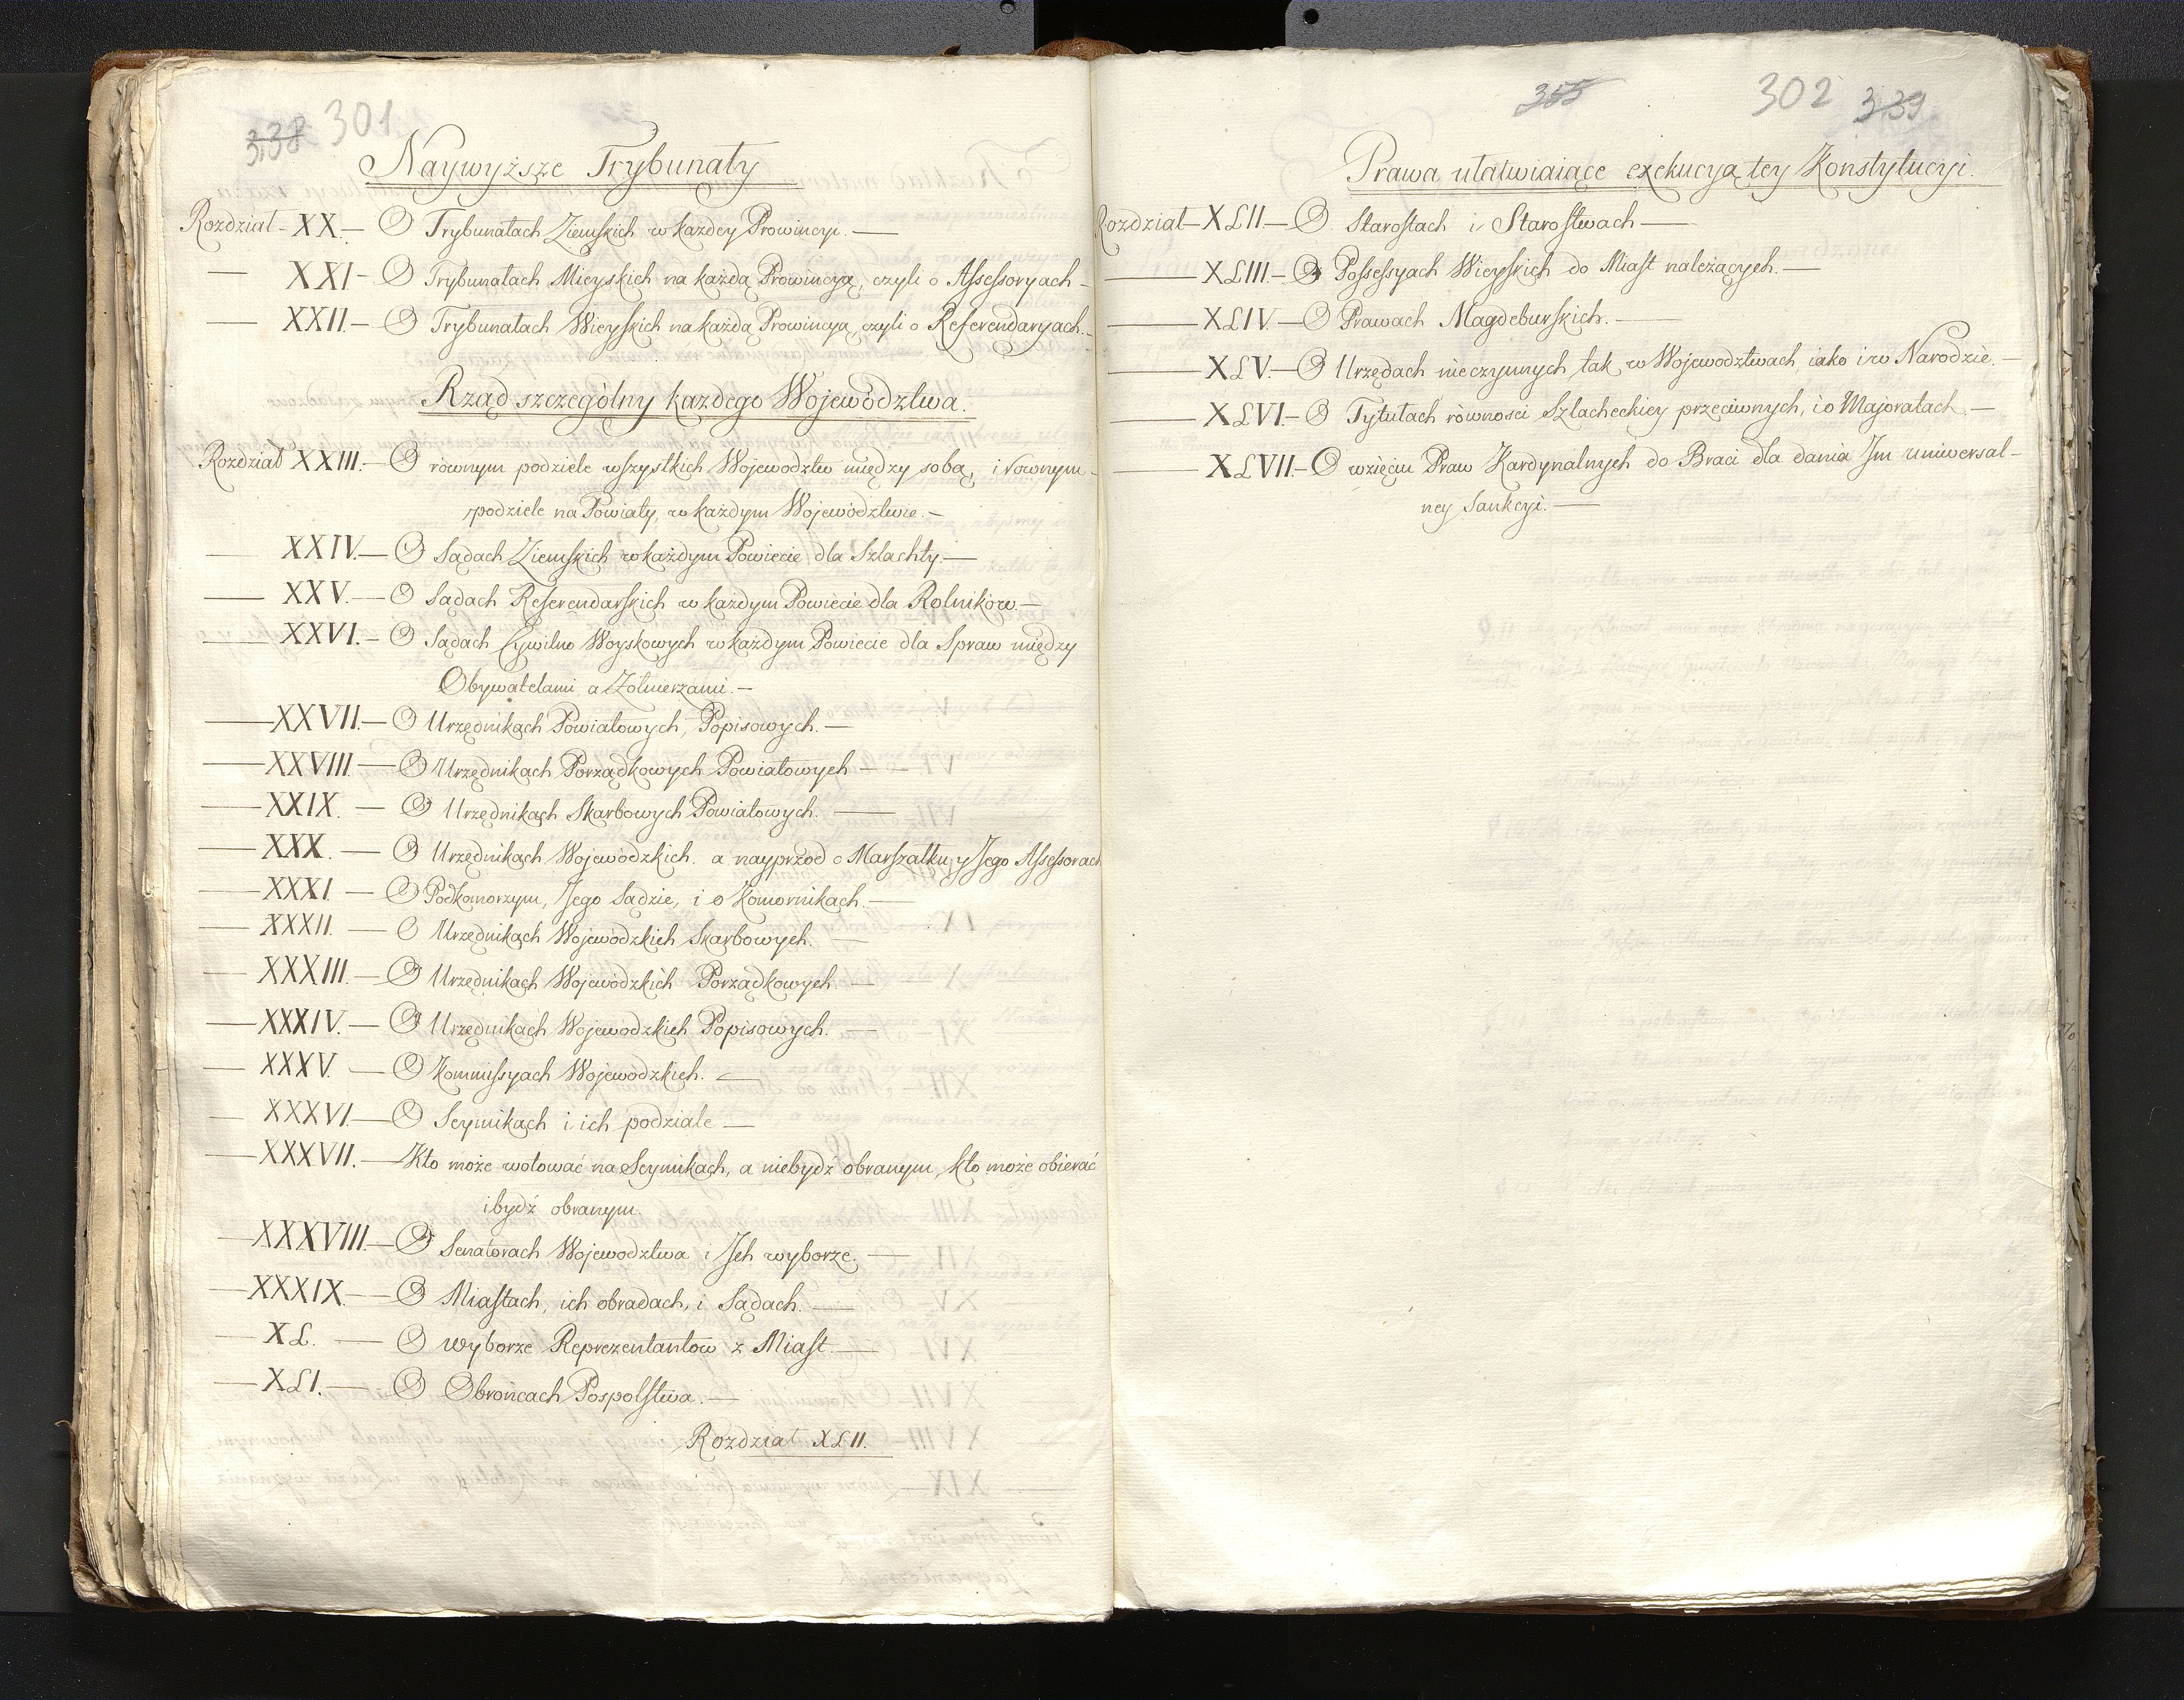 338 301
Naywyższe Trybunały
Rozdział - XX. — O Trybunałach Ziemskich w każdey Prowincyi. —
— XXI - O Trybunałach Mieyskich na każdą Prowincyą, czyli o Assessoryach -
— XXII. — O Trybunałach Wieyskich na każdą Prowincyą, czyli o Referendaryach. -
Rząd szczególny każdego Województwa.
Rozdział XXIII. — O równym podziele wszystkich Województw między sobą, i rownym -
podziele na Powiaty, w każdym Województwie. -
— XXIV. — O Sądach Ziemskich w każdym Powiecie dla Szlachty. —
— XXV. — O Sądach Referendarskich w każdym Powiecie dla Rolników. —
— XXVI. — O Sądach Cywilno Woyskowych w każdym Powiecie dla Spraw między
Obywatelami, a Żołnierzami. —
— XXVII. — O Urzędnikach Powiatowych, Popisowych. —
— XXVIII. — O Urzędnikach Porządkowych Powiatowych —
— XXIX. — O Urzędnikach Skarbowych Powiatowych. —
— XXX. — O Urzędnikach Wojewódzkich. a nayprzod o Marszałku, y Jego Assessorach
— XXXI. — O Podkomorzym, Jego Sądzie, i o Komornikach. —
— XXXII. — O Urzędnikach Wojewódzkich Skarbowych. —
— XXXIII. — O Urzędnikach Wojewódzkich Porządkowych. —
— XXXIV. — O Urzędnikach Wojewódzkich Popisowych. —
— XXXV. — O Kommissyach Wojewódzkich. —
— XXXVI. — O Seymikach i ich podziale —
— XXXVII. — Kto może wotować na Seymikach, a niebydź obranym, kto może obierać
i bydź obranym.
— XXXVIII. — O Senatorach Województwa i Jch wyborze. —
— XXXIX. — O Miastach, ich obradach, i Sądach. —
— XL. — O wyborze Reprezentantów z Miast. —
— XLI. — O Obrońcach Pospolstwa. —
Rozdział XLII.
355 302 339
Prawa ułatwiaiące exekucyą tey Konstytucyi.
Rozdział — XLII. — O Starostach i Starostwach —
— XLIII. — O Possessyach Wieyskich do Miast należących. —
— XLIV. — O Prawach Magdeburskich. —
— XLV. — O Urzędach nieczynnych tak w Województwach iako i w Narodzie. —
— XLVI. — O Tytułach równosci Szlacheckiey przeciwnych, i o Majoratach. —
— XLVII. — O wzięciu Praw Kardynalnych do Braci dla dania Im uniwersal-
ney Sankcyi. —